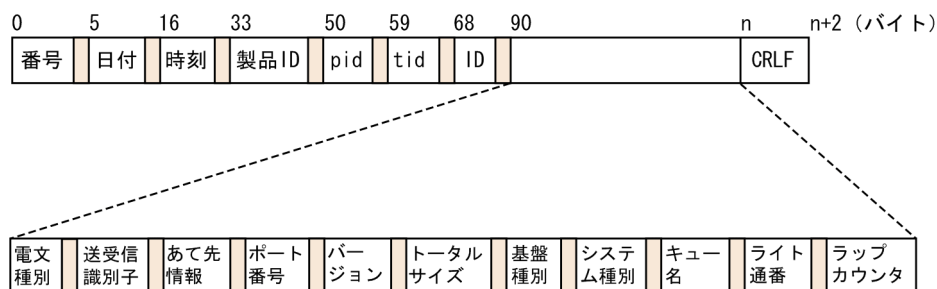 0 5 16 33 50 59 68 90 n n+2 (バイト)
番号 日付 時刻 製品ID pid tid ID CRLF
電文種別 送受信識別子 あて先情報 ポート番号 バージョン トータルサイズ 基盤種別 システム種別 キュー名 ライト通番 ラップカウンタ